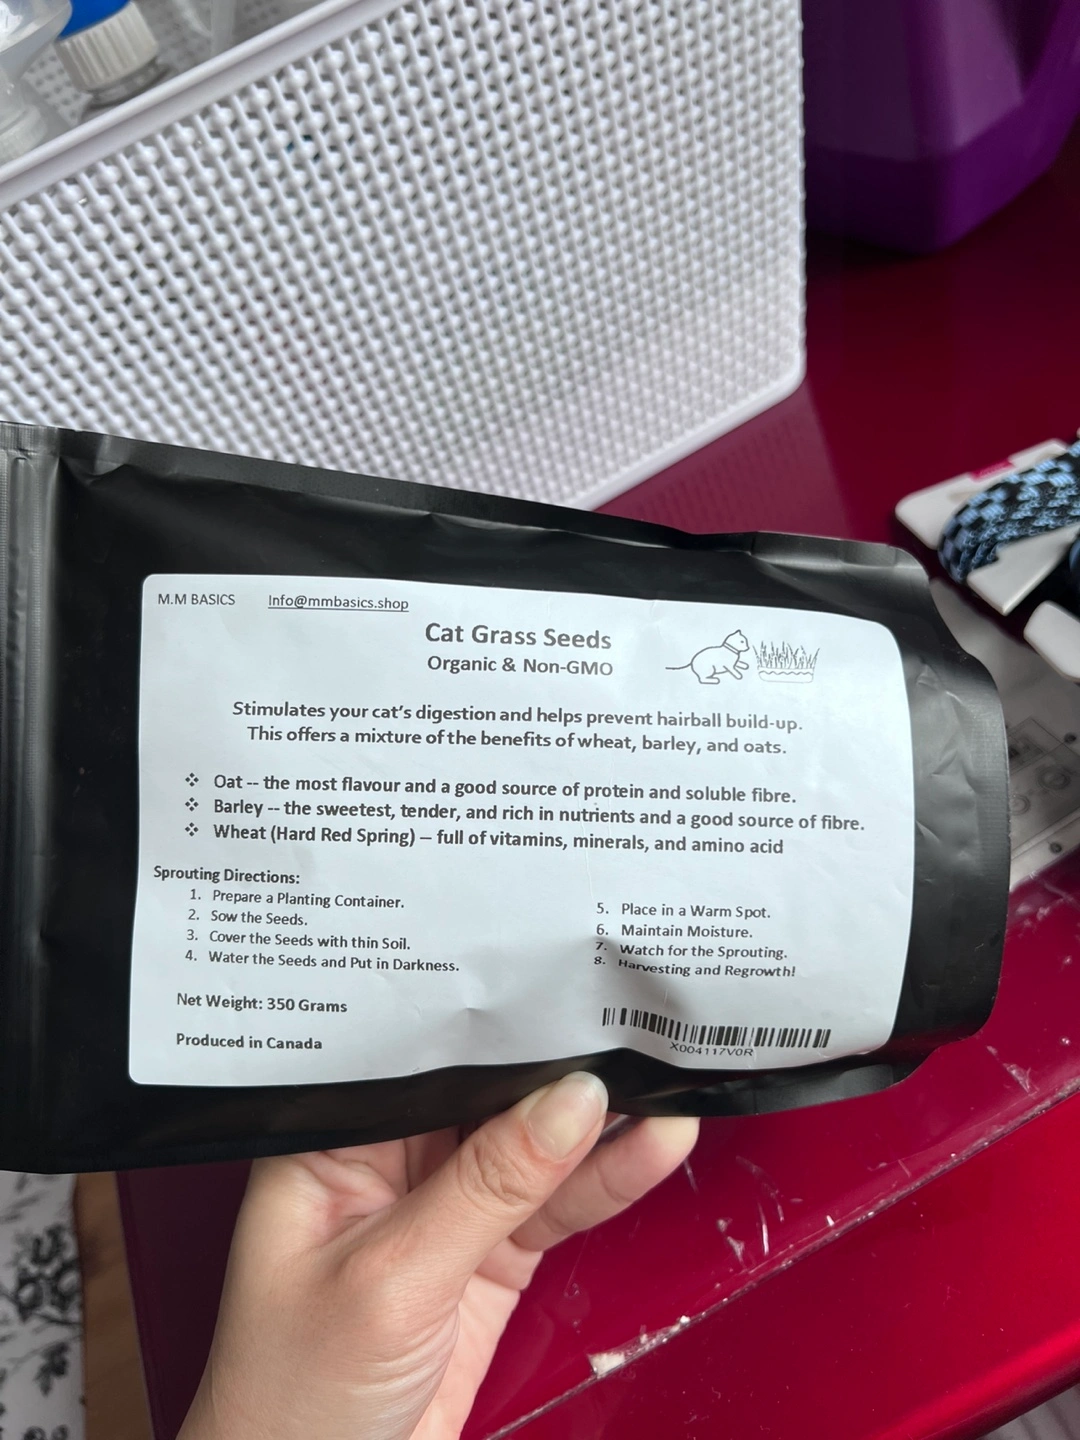 M.M BASICS Info@mmbasics.shop
Cat Grass Seeds
Organic & Non-GMO
Stimulates your cat's digestion and helps prevent hairball build-up.
This offers a mixture of the benefits of wheat, barley, and oats.
❖ Oat -- the most flavour and a good source of protein and soluble fibre.
❖ Barley -- the sweetest, tender, and rich in nutrients and a good source of fibre.
❖ Wheat (Hard Red Spring) – full of vitamins, minerals, and amino acid
Sprouting Directions:
1. Prepare a Planting Container.
2. Sow the Seeds.
3. Cover the Seeds with thin Soil.
4. Water the Seeds and Put in Darkness.
5. Place in a Warm Spot.
6. Maintain Moisture.
7. Watch for the Sprouting.
8. Harvesting and Regrowth!
Net Weight: 350 Grams
Produced in Canada
X004117V0R